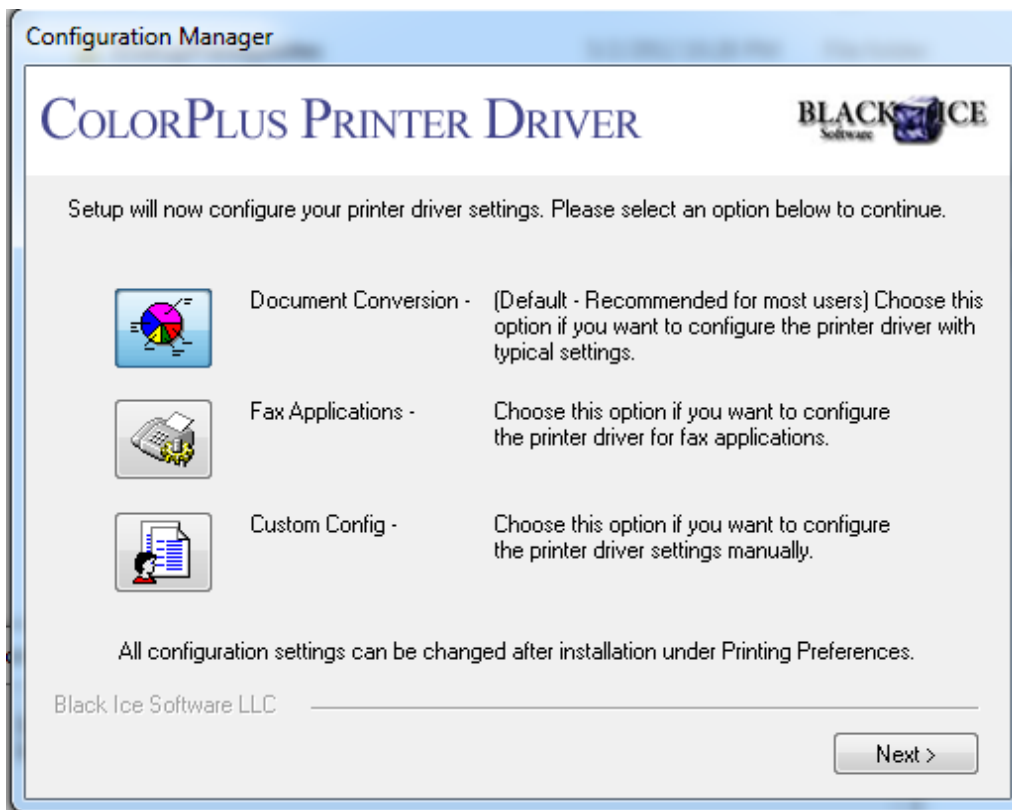 Configuration Manager
COLORPLUS PRINTER DRIVER
BLACK ICE
Software
Setup will now configure your printer driver settings. Please select an option below to continue.
Document Conversion - (Default - Recommended for most users) Choose this
option if you want to configure the printer driver with
typical settings.
Fax Applications - Choose this option if you want to configure
the printer driver for fax applications.
Custom Config - Choose this option if you want to configure
the printer driver settings manually.
All configuration settings can be changed after installation under Printing Preferences.
Black Ice Software LLC
Next >